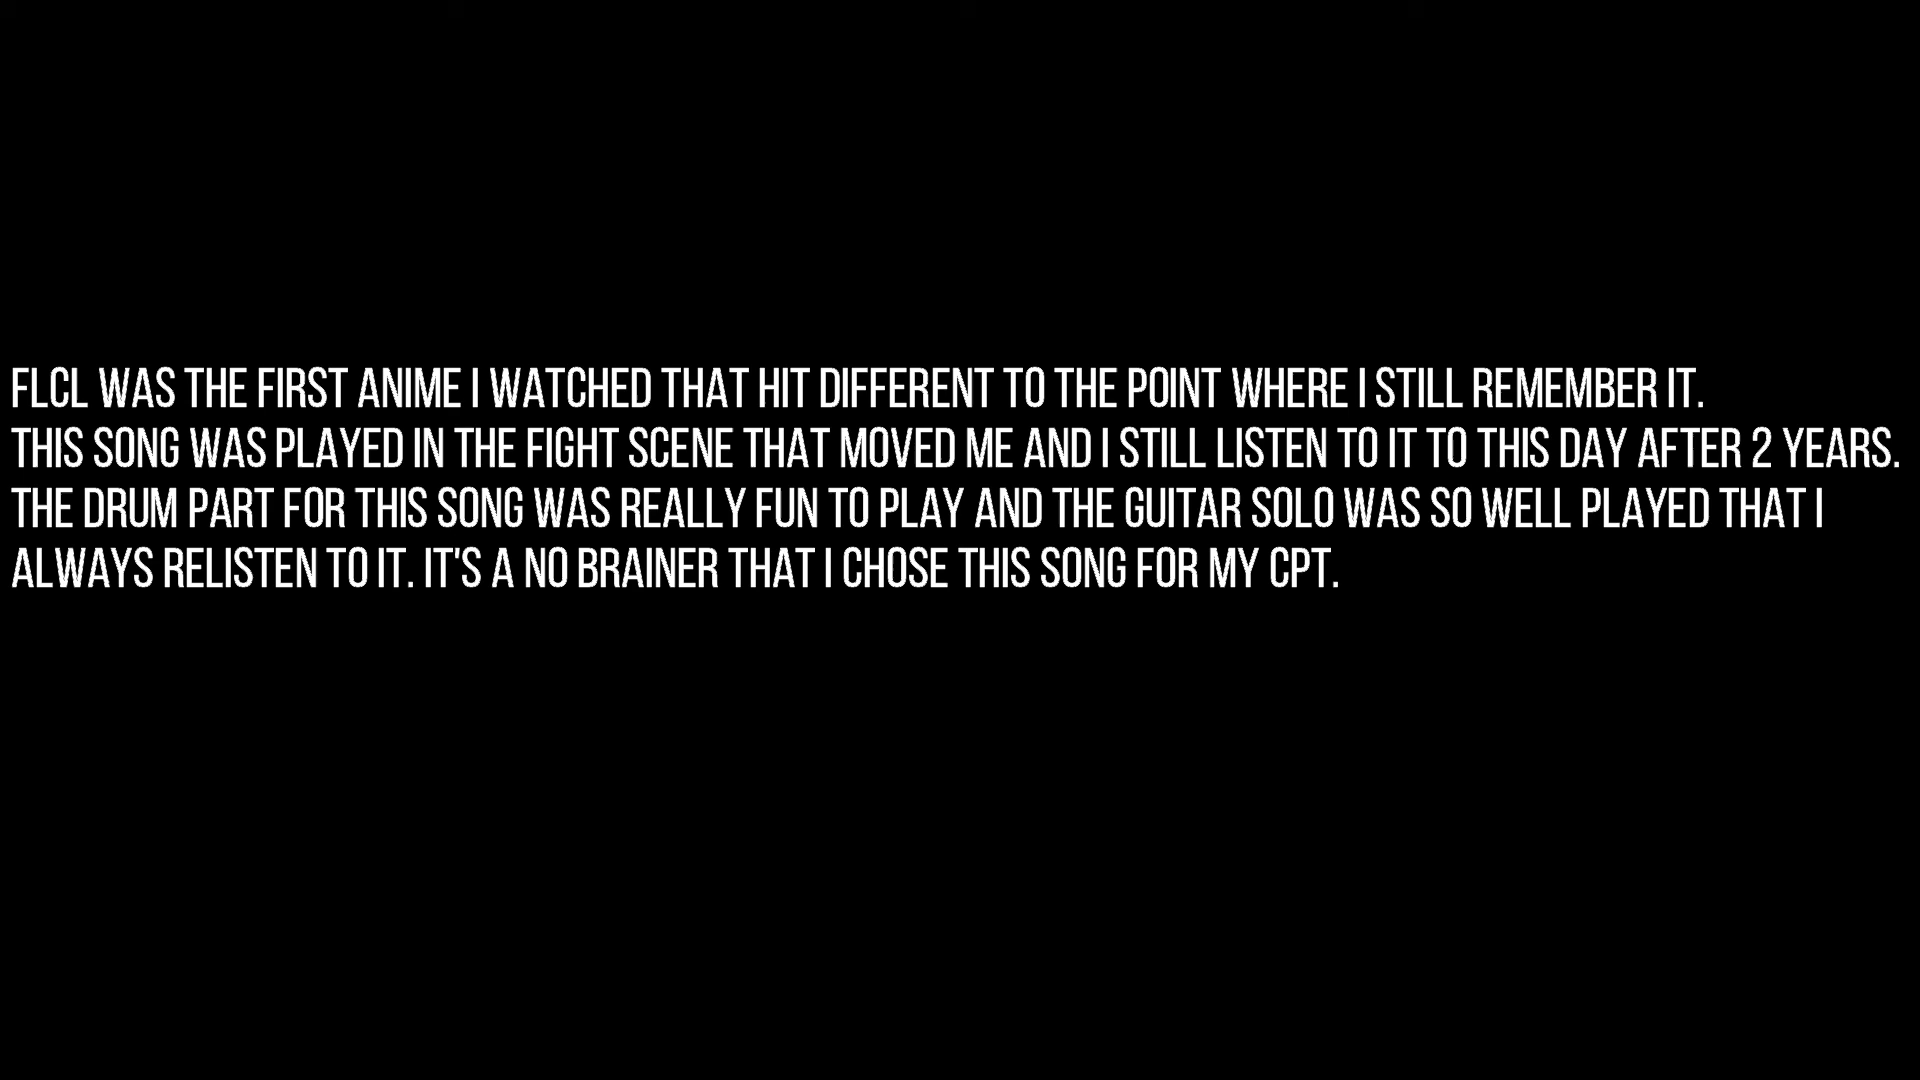 FLCL WAS THE FIRST ANIME I WATCHED THAT HIT DIFFERENT TO THE POINT WHERE I STILL REMEMBER IT.
THIS SONG WAS PLAYED IN THE FIGHT SCENE THAT MOVED ME AND I STILL LISTEN TO IT TO THIS DAY AFTER 2 YEARS.
THE DRUM PART FOR THIS SONG WAS REALLY FUN TO PLAY AND THE GUITAR SOLO WAS SO WELL PLAYED THAT I
ALWAYS RELISTEN TO IT. IT'S A NO BRAINER THAT I CHOSE THIS SONG FOR MY CPT.